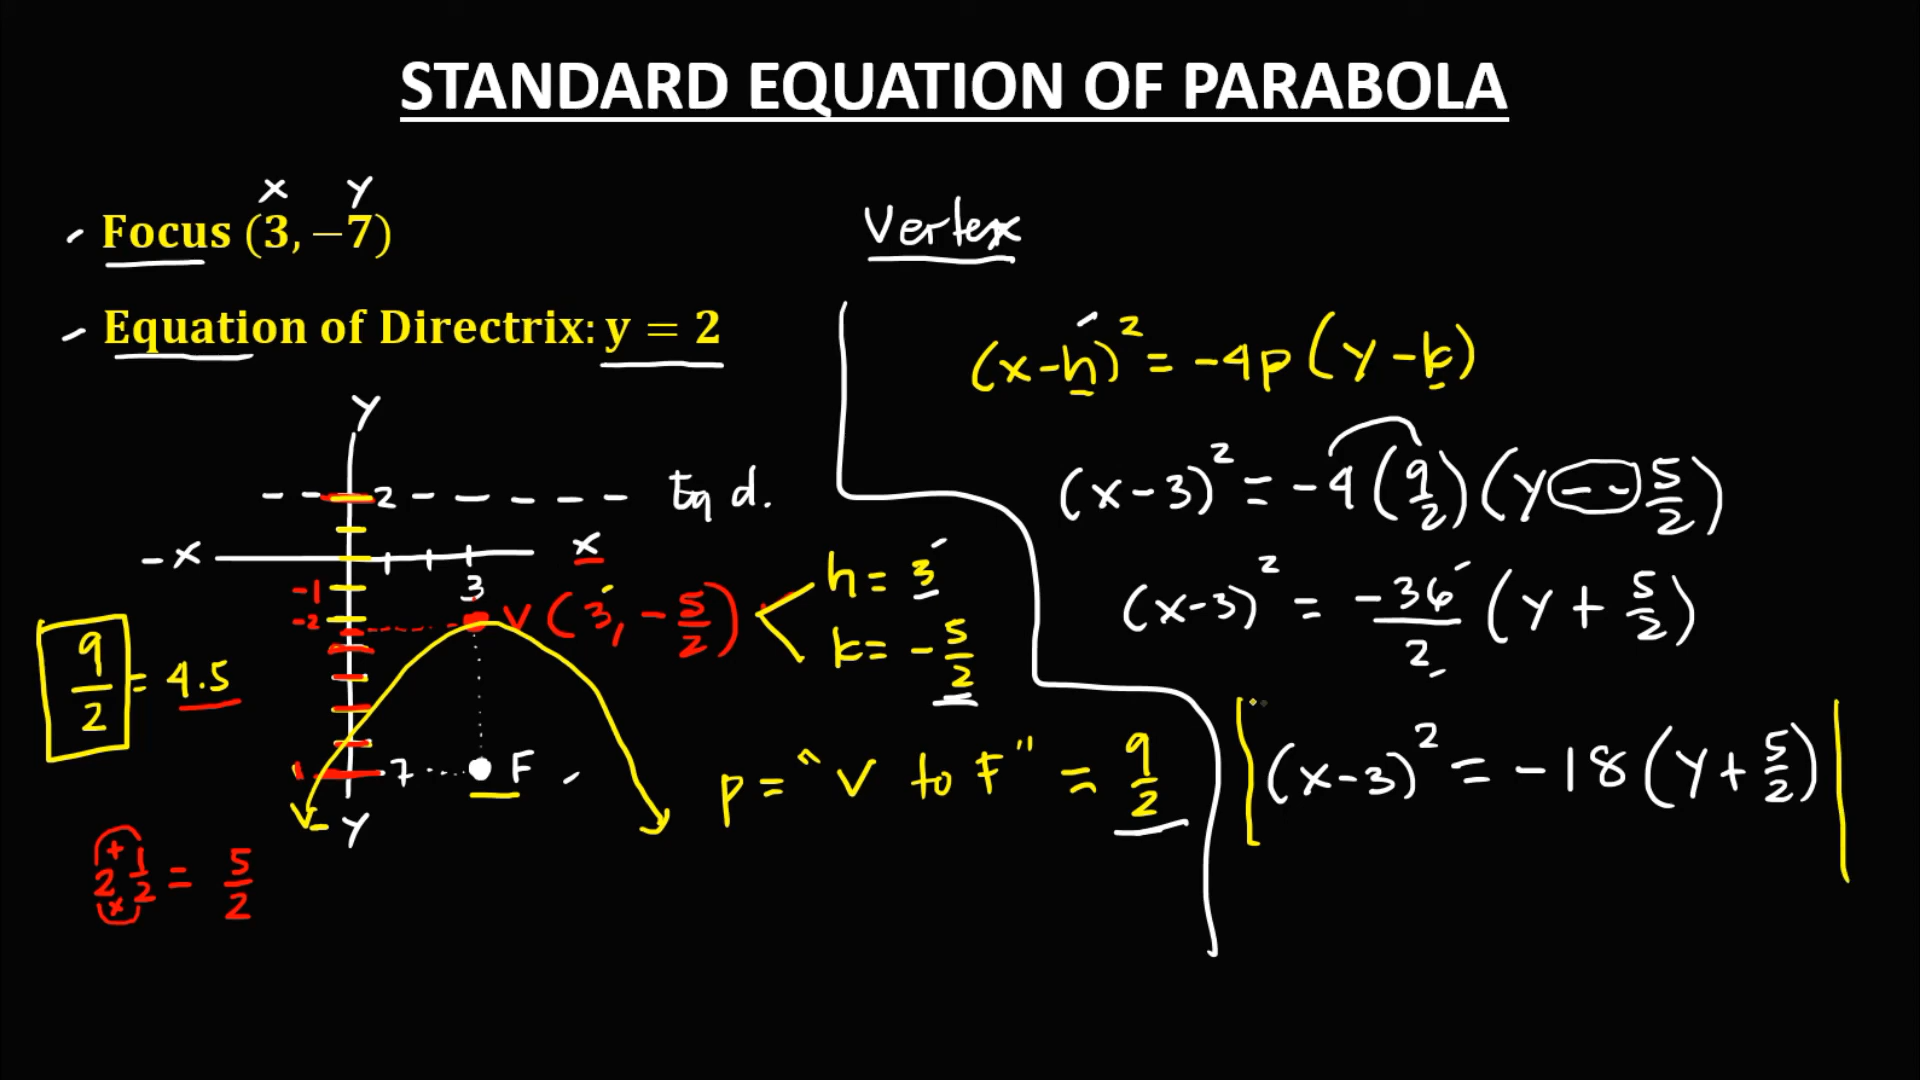 STANDARD EQUATION OF PARABOLA
x y
Focus (3, −7)
Equation of Directrix: y = 2
Vertex
(x-h)² = -4p(y-k)
(x-3)² = -4(9/2)(y--5/2)
(x-3)² = -36/2 (y + 5/2)
(x-3)² = -18(y + 5/2)
y
2 Eq d.
-x x
3
-1
-2
V (3, -5/2)
h = 3
k = -5/2
9/2 = 4.5
-7 F
p = "V to F" = 9/2
-y
+
2 1/2 = 5/2
x